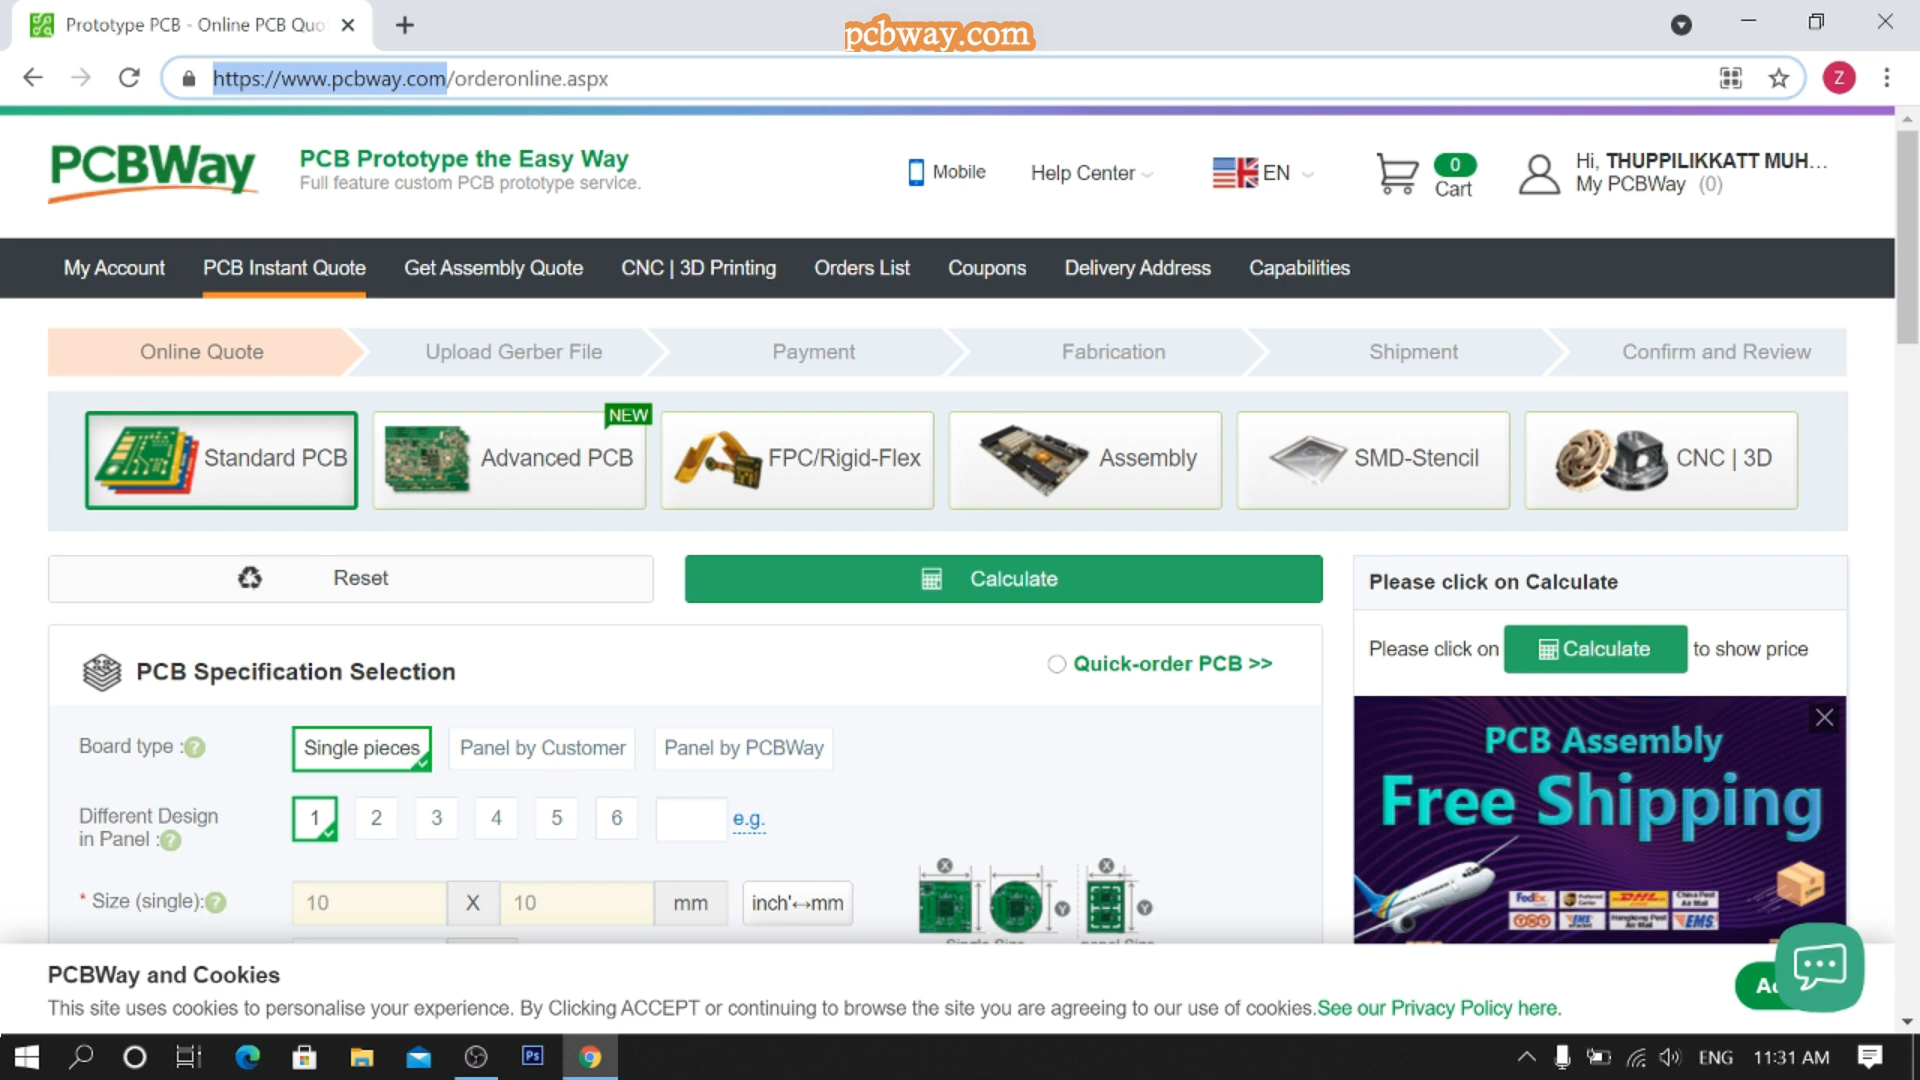 Prototype PCB - Online PCB Quo
pcbway.com
https://www.pcbway.com/orderonline.aspx
Z
PCBWay
PCB Prototype the Easy Way
Full feature custom PCB prototype service.
Mobile
Help Center
EN
0
Cart
Hi, THUPPILIKKATT MUH...
My PCBWay (0)
My Account
PCB Instant Quote
Get Assembly Quote
CNC | 3D Printing
Orders List
Coupons
Delivery Address
Capabilities
Online Quote
Upload Gerber File
Payment
Fabrication
Shipment
Confirm and Review
NEW
Standard PCB
Advanced PCB
FPC/Rigid-Flex
Assembly
SMD-Stencil
CNC | 3D
Reset
Calculate
Please click on Calculate
Please click on Calculate to show price
PCB Specification Selection
Quick-order PCB >>
Board type :?
Single pieces
Panel by Customer
Panel by PCBWay
Different Design
in Panel :?
1
2
3
4
5
6
e.g.
* Size (single):?
10
X
10
mm
inch'↔mm
X
X
Y
Y
PCB Assembly
Free Shipping
FedEx
DHL
TNT
EMS
EMS
PCBWay and Cookies
This site uses cookies to personalise your experience. By Clicking ACCEPT or continuing to browse the site you are agreeing to our use of cookies.See our Privacy Policy here.
Ps
ENG
11:31 AM